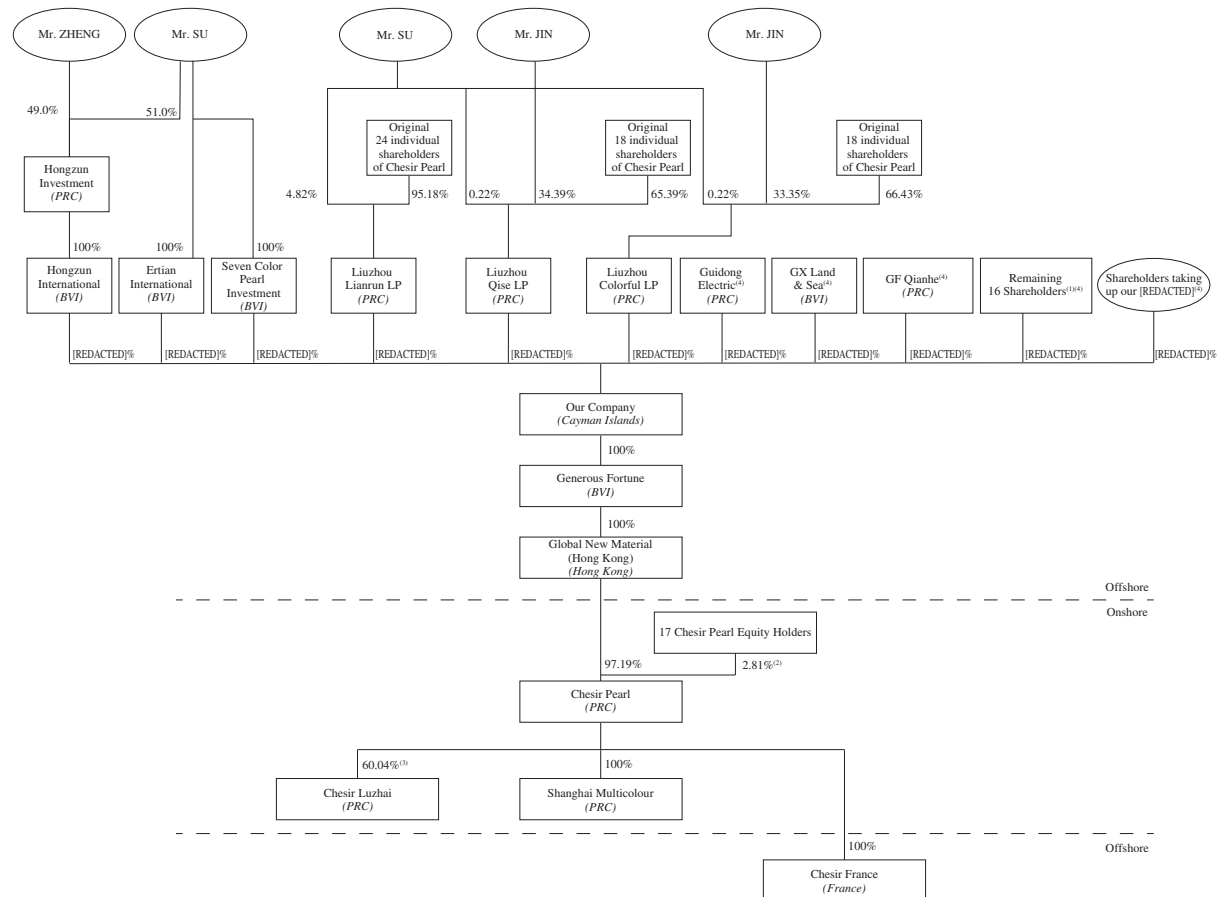 Mr. ZHENG
Mr. SU
Mr. SU
Mr. JIN
Mr. JIN
49.0%
51.0%
Original
24 individual
shareholders
of Chesir Pearl
Original
18 individual
shareholders
of Chesir Pearl
Original
18 individual
shareholders
of Chesir Pearl
Hongzun
Investment
(PRC)
4.82%
95.18%
0.22%
34.39%
65.39%
0.22%
33.35%
66.43%
100%
100%
100%
Hongzun
International
(BVI)
Ertian
International
(BVI)
Seven Color
Pearl
Investment
(BVI)
Liuzhou
Lianrun LP
(PRC)
Liuzhou
Qise LP
(PRC)
Liuzhou
Colorful LP
(PRC)
Guidong
Electric(4)
(PRC)
GX Land
& Sea(4)
(BVI)
GF Qianhe(4)
(PRC)
Remaining
16 Shareholders(1)(4)
Shareholders taking
up our [REDACTED](4)
[REDACTED]%
[REDACTED]%
[REDACTED]%
[REDACTED]%
[REDACTED]%
[REDACTED]%
[REDACTED]%
[REDACTED]%
[REDACTED]%
[REDACTED]%
[REDACTED]%
Our Company
(Cayman Islands)
100%
Generous Fortune
(BVI)
100%
Global New Material
(Hong Kong)
(Hong Kong)
Offshore
Onshore
17 Chesir Pearl Equity Holders
97.19%
2.81%(2)
Chesir Pearl
(PRC)
60.04%(3)
100%
Chesir Luzhai
(PRC)
Shanghai Multicolour
(PRC)
Offshore
100%
Chesir France
(France)